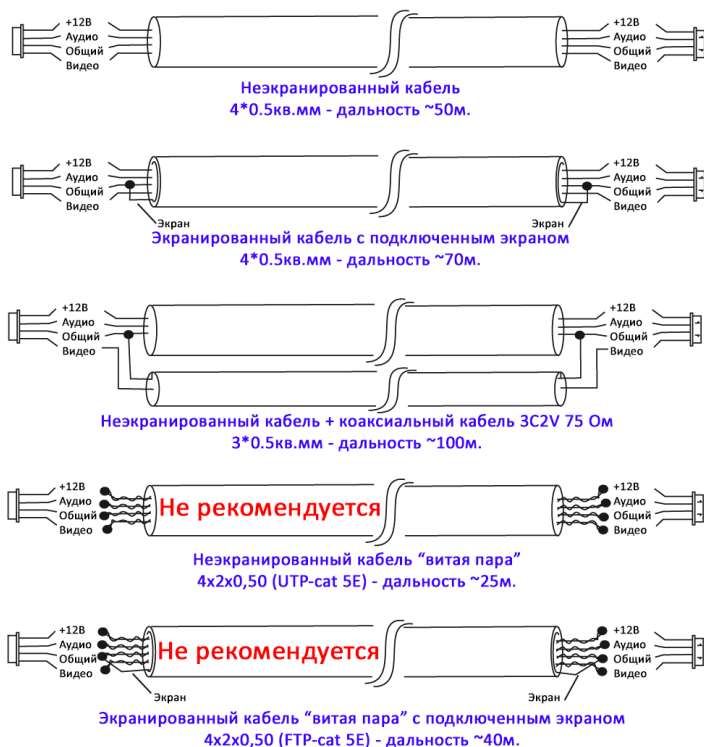 +12В +12В
Аудио Аудио
Общий Общий
Видео Видео
Неэкранированный кабель
4*0.5кв.мм - дальность ~50м.
+12В +12В
Аудио Аудио
Общий Общий
Видео Видео
Экран Экран
Экранированный кабель с подключенным экраном
4*0.5кв.мм - дальность ~70м.
+12В +12В
Аудио Аудио
Общий Общий
Видео Видео
Неэкранированный кабель + коаксиальный кабель 3C2V 75 Ом
3*0.5кв.мм - дальность ~100м.
+12В +12В
Аудио Аудио
Общий Не рекомендуется Общий
Видео Видео
Неэкранированный кабель “витая пара”
4x2x0,50 (UTP-cat 5E) - дальность ~25м.
+12В +12В
Аудио Аудио
Общий Не рекомендуется Общий
Видео Видео
Экран Экран
Экранированный кабель “витая пара” с подключенным экраном
4x2x0,50 (FTP-cat 5E) - дальность ~40м.